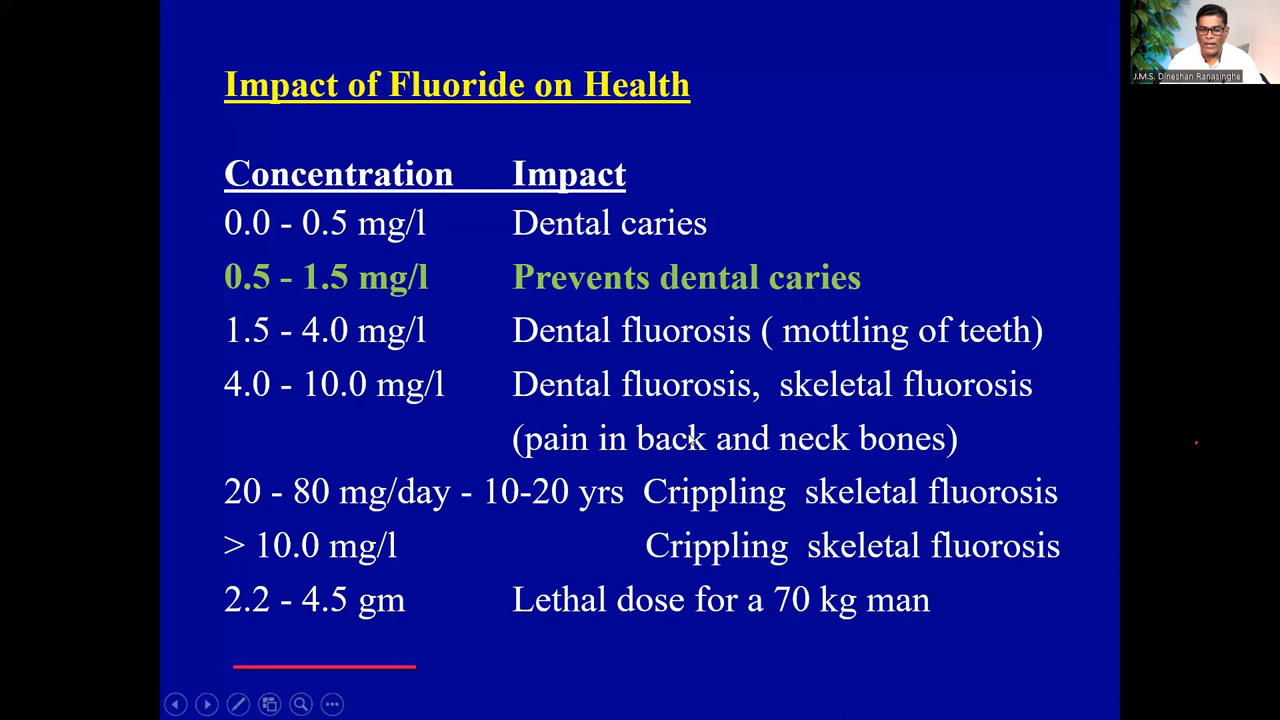 Impact of Fluoride on Health
Concentration Impact
0.0 - 0.5 mg/l Dental caries
0.5 - 1.5 mg/l Prevents dental caries
1.5 - 4.0 mg/l Dental fluorosis ( mottling of teeth)
4.0 - 10.0 mg/l Dental fluorosis, skeletal fluorosis
(pain in back and neck bones)
20 - 80 mg/day - 10-20 yrs Crippling skeletal fluorosis
> 10.0 mg/l Crippling skeletal fluorosis
2.2 - 4.5 gm Lethal dose for a 70 kg man
J.M.S. Dineshan Ranasinghe